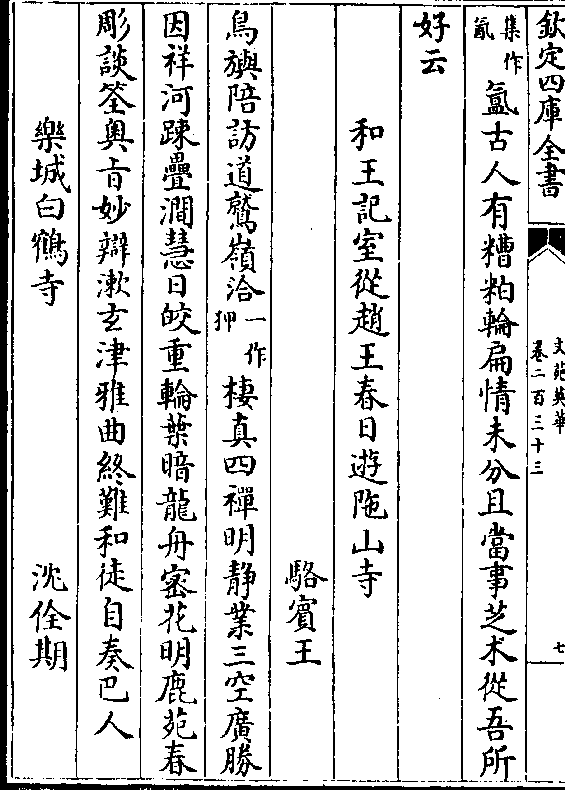 欽定四庫全書
文苑英華
卷二百三十三
七
集作
氤
氲古人有糟粕輪扁情未分且當事芝术從吾所
好云
和王記室從趙王春日遊陁山寺
駱賓王
鳥旟陪訪道鷲嶺洽一作狎棲真四禪明静業三空廣勝
因祥河踈疊澗慧日皎重輪葉暗龍舟宻花明鹿苑春
彫談筌奥㫖妙辯漱玄津雅曲終難和徒自奏巴人
樂城白鶴寺
沈佺期